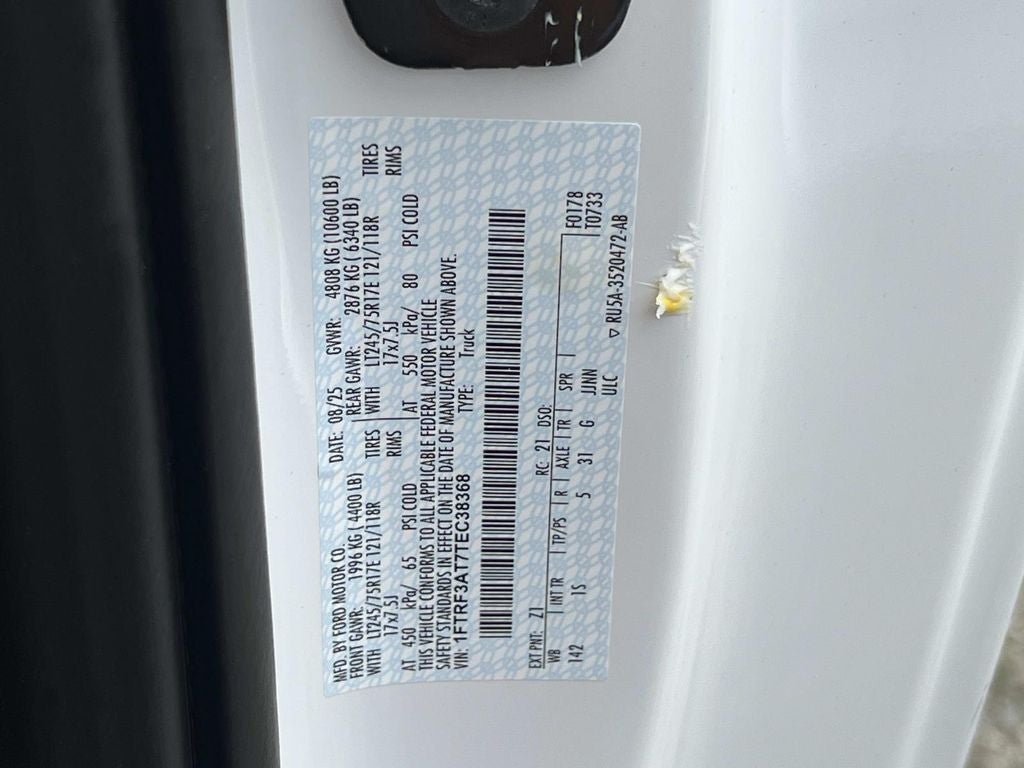 MFD. BY FORD MOTOR CO. DATE: 08/25 GVWR: 4808 KG (10600 LB)
FRONT GAWR: 1996 KG ( 4400 LB) REAR GAWR: 2876 KG ( 6340 LB)
WITH LT245/75R17E 121/118R TIRES WITH LT245/75R17E 121/118R TIRES
17x7.5J RIMS 17x7.5J RIMS
AT 450 kPa/ 65 PSI COLD AT 550 kPa/ 80 PSI COLD
THIS VEHICLE CONFORMS TO ALL APPLICABLE FEDERAL MOTOR VEHICLE
SAFETY STANDARDS IN EFFECT ON THE DATE OF MANUFACTURE SHOWN ABOVE.
VIN: 1FTRF3AT7TEC38368 TYPE: Truck
EXT PNT: Z1 RC: 21 DSO: F0178
WB INT TR TP/PS R AXLE TR SPR T0733
142 1S 5 31 G JJNN
ULC ▽ RU5A-3520472-AB